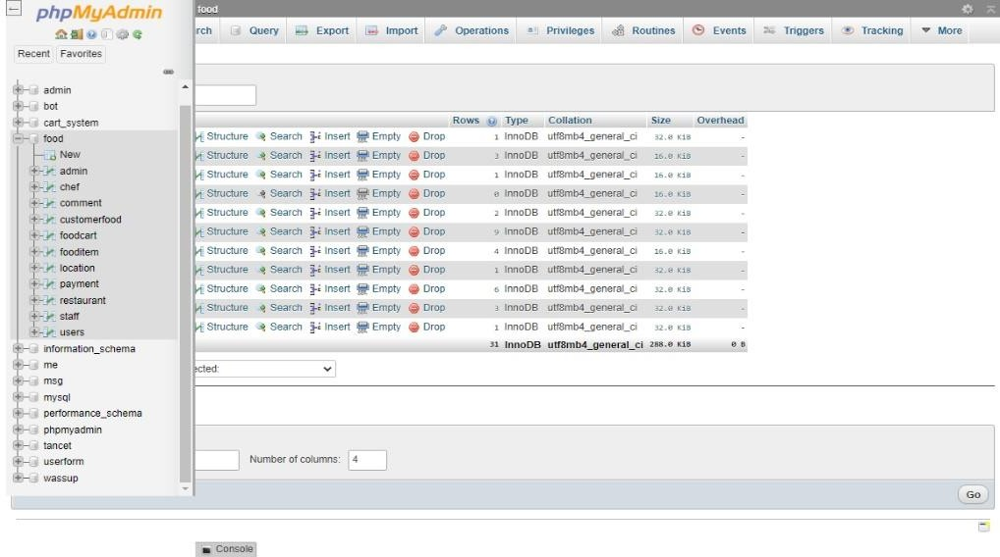 phpMyAdmin
food
Recent Favorites
rch Query Export Import Operations Privileges Routines Events Triggers Tracking More
admin
bot
cart_system
food
New
admin
chef
comment
customerfood
foodcart
fooditem
location
payment
restaurant
staff
users
information_schema
me
msg
mysql
performance_schema
phpmyadmin
tancet
userform
wassup
Rows Type Collation Size Overhead
Structure Search Insert Empty Drop 1 InnoDB utf8mb4_general_ci 32.0 KiB -
Structure Search Insert Empty Drop 3 InnoDB utf8mb4_general_ci 16.0 KiB -
Structure Search Insert Empty Drop 1 InnoDB utf8mb4_general_ci 16.0 KiB -
Structure Search Insert Empty Drop 0 InnoDB utf8mb4_general_ci 16.0 KiB -
Structure Search Insert Empty Drop 2 InnoDB utf8mb4_general_ci 32.0 KiB -
Structure Search Insert Empty Drop 9 InnoDB utf8mb4_general_ci 32.0 KiB -
Structure Search Insert Empty Drop 4 InnoDB utf8mb4_general_ci 16.0 KiB -
Structure Search Insert Empty Drop 1 InnoDB utf8mb4_general_ci 32.0 KiB -
Structure Search Insert Empty Drop 6 InnoDB utf8mb4_general_ci 32.0 KiB -
Structure Search Insert Empty Drop 3 InnoDB utf8mb4_general_ci 32.0 KiB -
Structure Search Insert Empty Drop 1 InnoDB utf8mb4_general_ci 32.0 KiB -
31 InnoDB utf8mb4_general_ci 288.0 KiB 0 B
ected:
Number of columns: 4
Go
Console